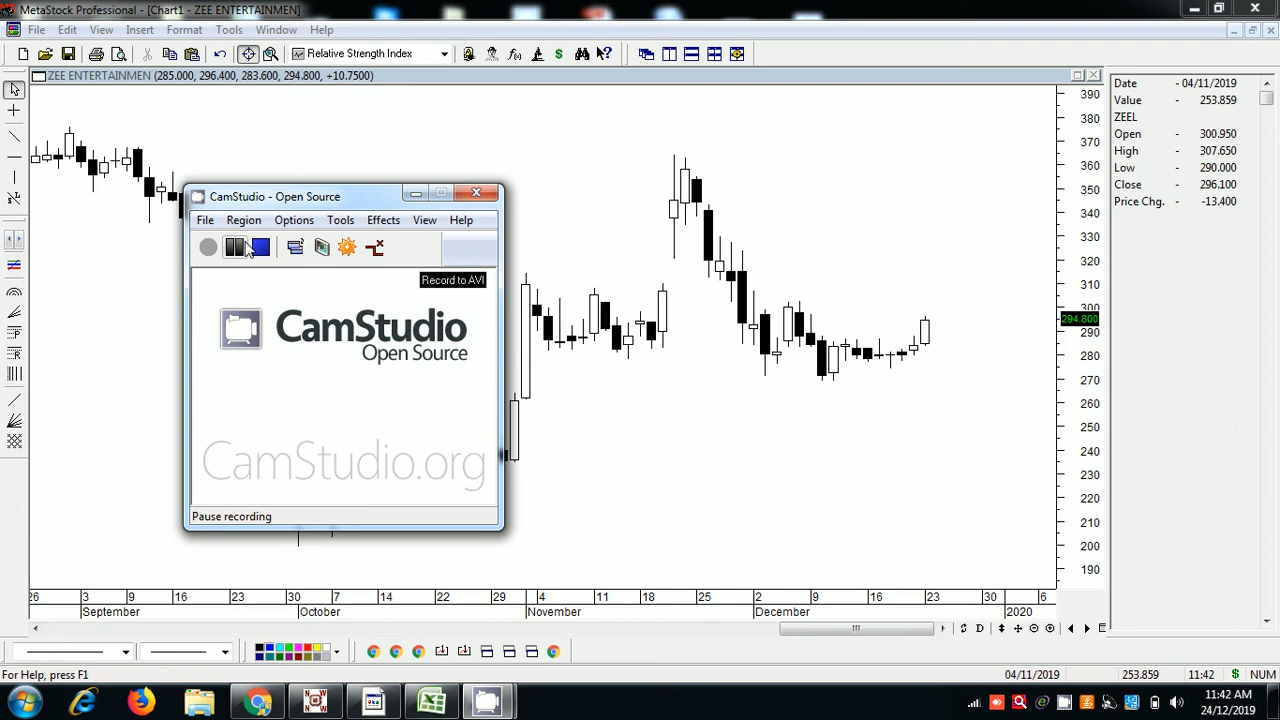 MetaStock Professional - [Chart1 - ZEE ENTERTAINMEN]
File Edit View Insert Format Tools Window Help
Relative Strength Index
ZEE ENTERTAINMEN (285.000, 296.400, 283.600, 294.800, +10.7500)
Date - 04/11/2019
Value - 253.859
ZEEL
Open - 300.950
High - 307.650
Low - 290.000
Close - 296.100
Price Chg. - -13.400
390
380
370
360
350
340
330
320
310
300
294.800
290
280
270
260
250
240
230
220
210
200
190
CamStudio - Open Source
File Region Options Tools Effects View Help
Record to AVI
CamStudio
Open Source
CamStudio.org
Pause recording
26 3 9 16 23 30 7 14 22 29 4 11 18 25 2 9 16 23 30 6
September October November December 2020
For Help, press F1
04/11/2019 253.859 11:42 $ NUM
11:42 AM
24/12/2019